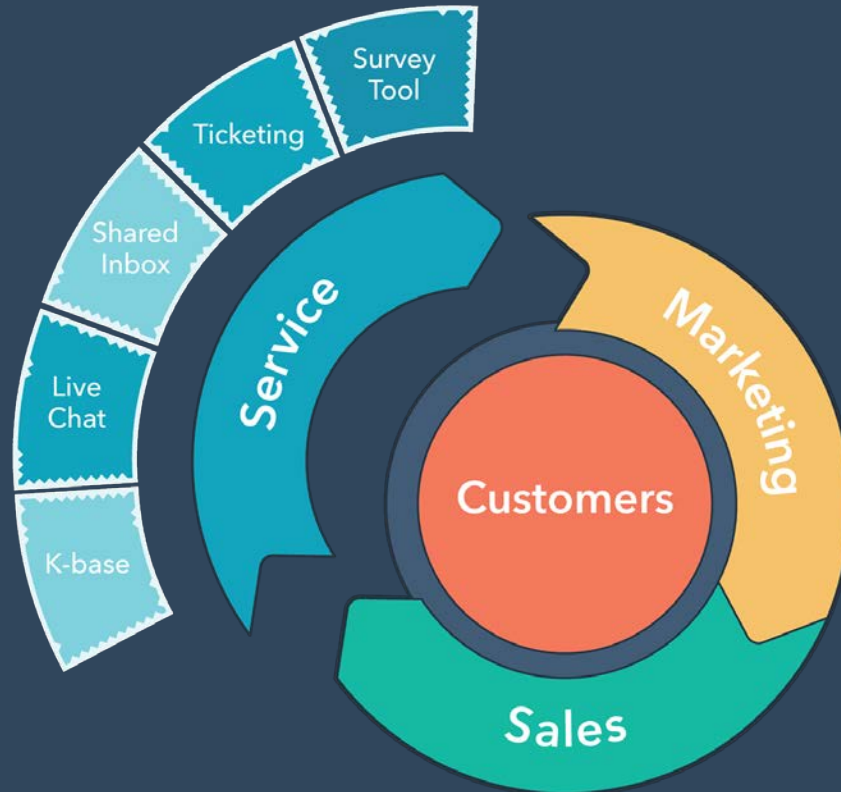 Survey
Tool
Ticketing
Shared
Inbox
Live
Chat
K-base
Service
Marketing
Customers
Sales